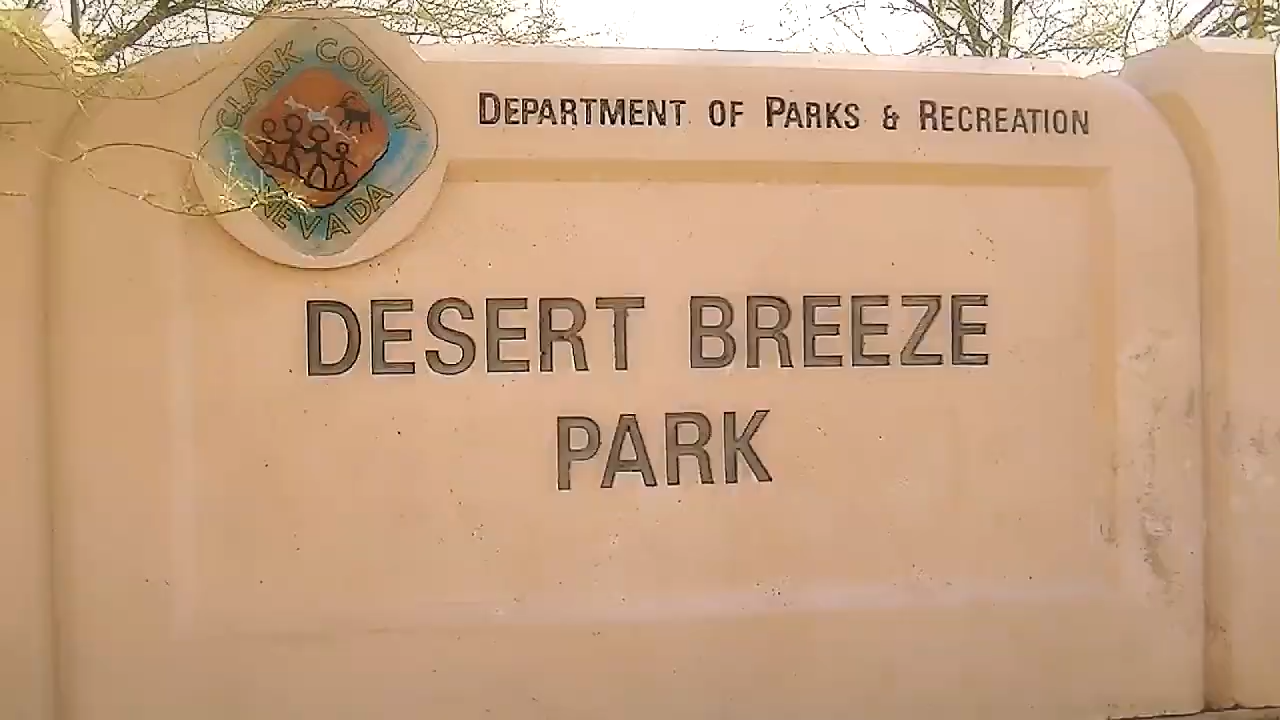 CLARK COUNTY
NEVADA
DEPARTMENT OF PARKS & RECREATION
DESERT BREEZE
PARK